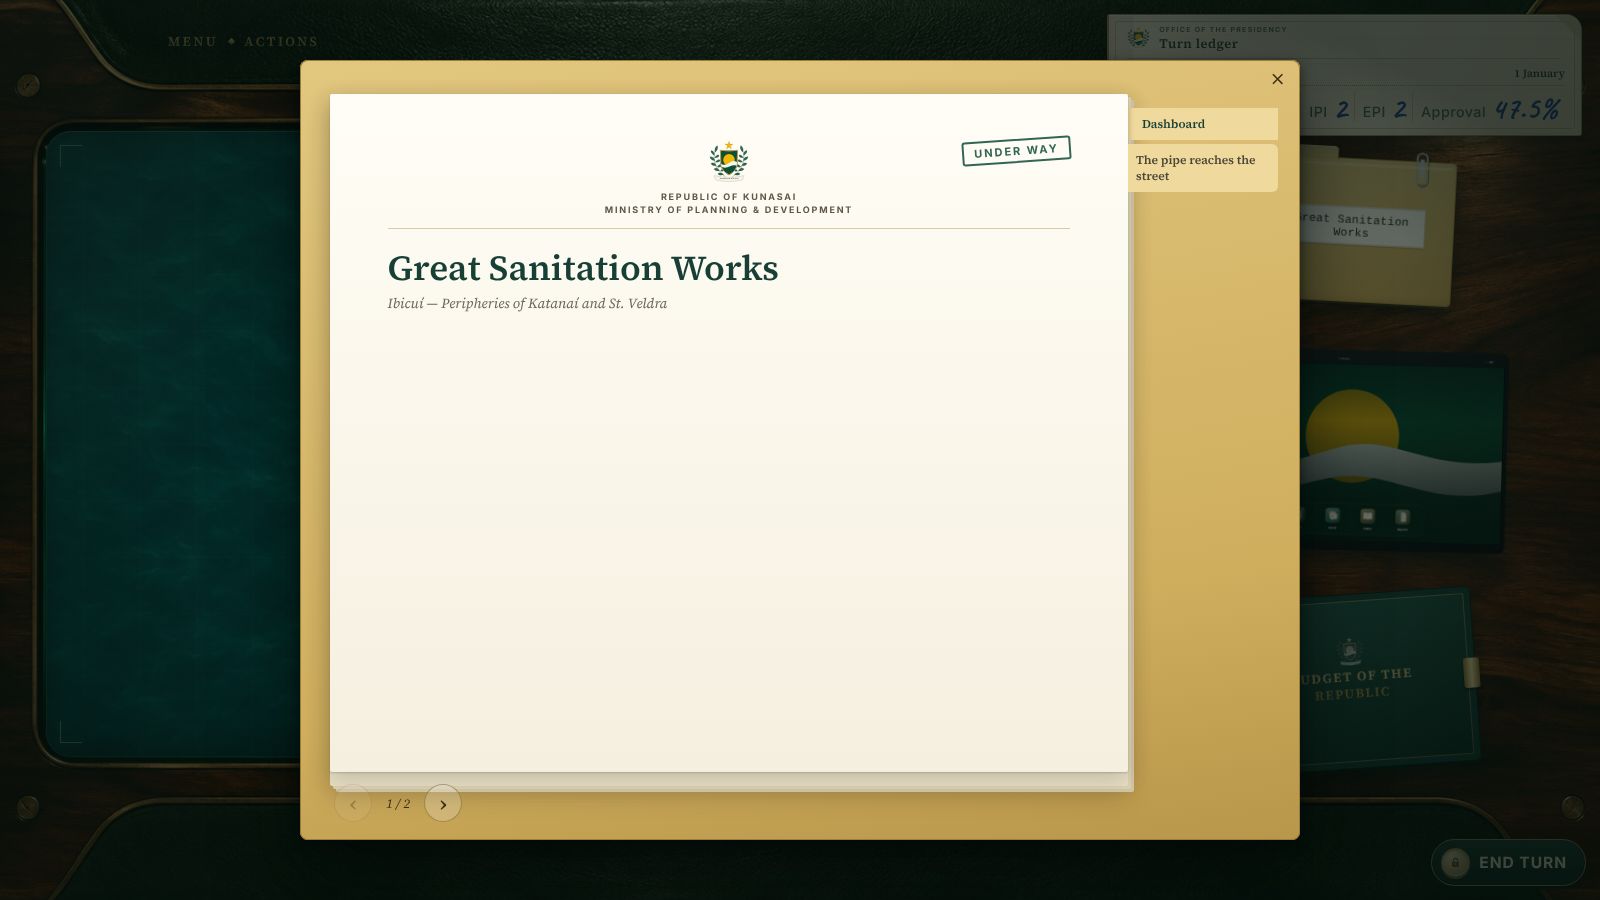 MENU ◆ ACTIONS
OFFICE OF THE PRESIDENCY
Turn ledger
1 January
IPI 2 EPI 2 Approval 47.5%
Dashboard
The pipe reaches the
street
UNDER WAY
REPUBLIC OF KUNASAI
MINISTRY OF PLANNING & DEVELOPMENT
Great Sanitation Works
Ibicuí — Peripheries of Katanaí and St. Veldra
reat Sanitation
Works
UDGET OF THE
REPUBLIC
1 / 2
END TURN